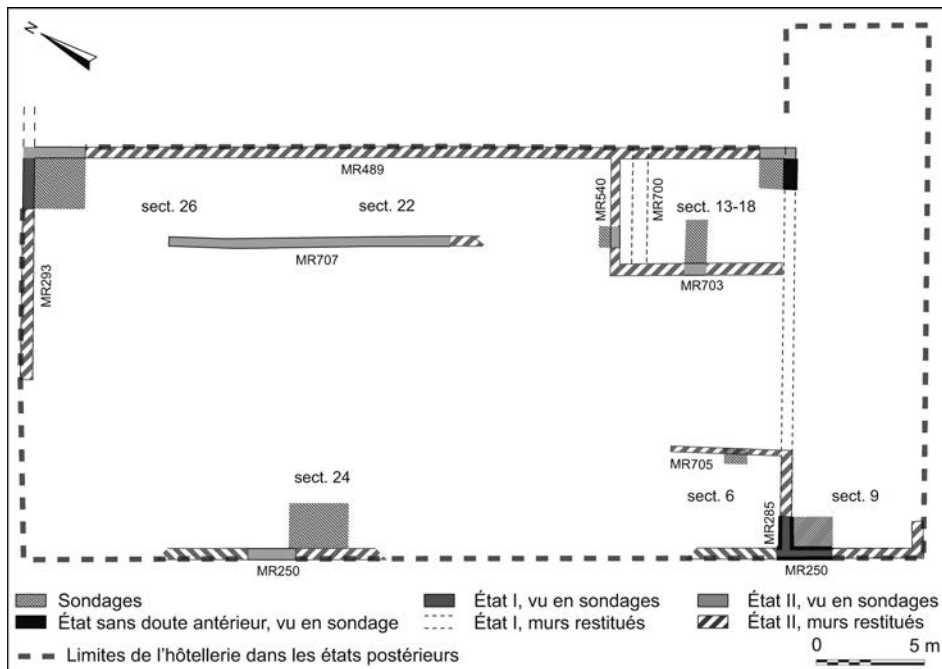 N
MR489
MR540
MR700
sect. 13-18
sect. 26
sect. 22
MR707
MR703
MR293
MR705
sect. 24
sect. 6
MR285
sect. 9
MR250
MR250
Sondages
État sans doute antérieur, vu en sondage
État I, vu en sondages
État I, murs restitués
État II, vu en sondages
État II, murs restitués
Limites de l'hôtellerie dans les états postérieurs
0 5 m